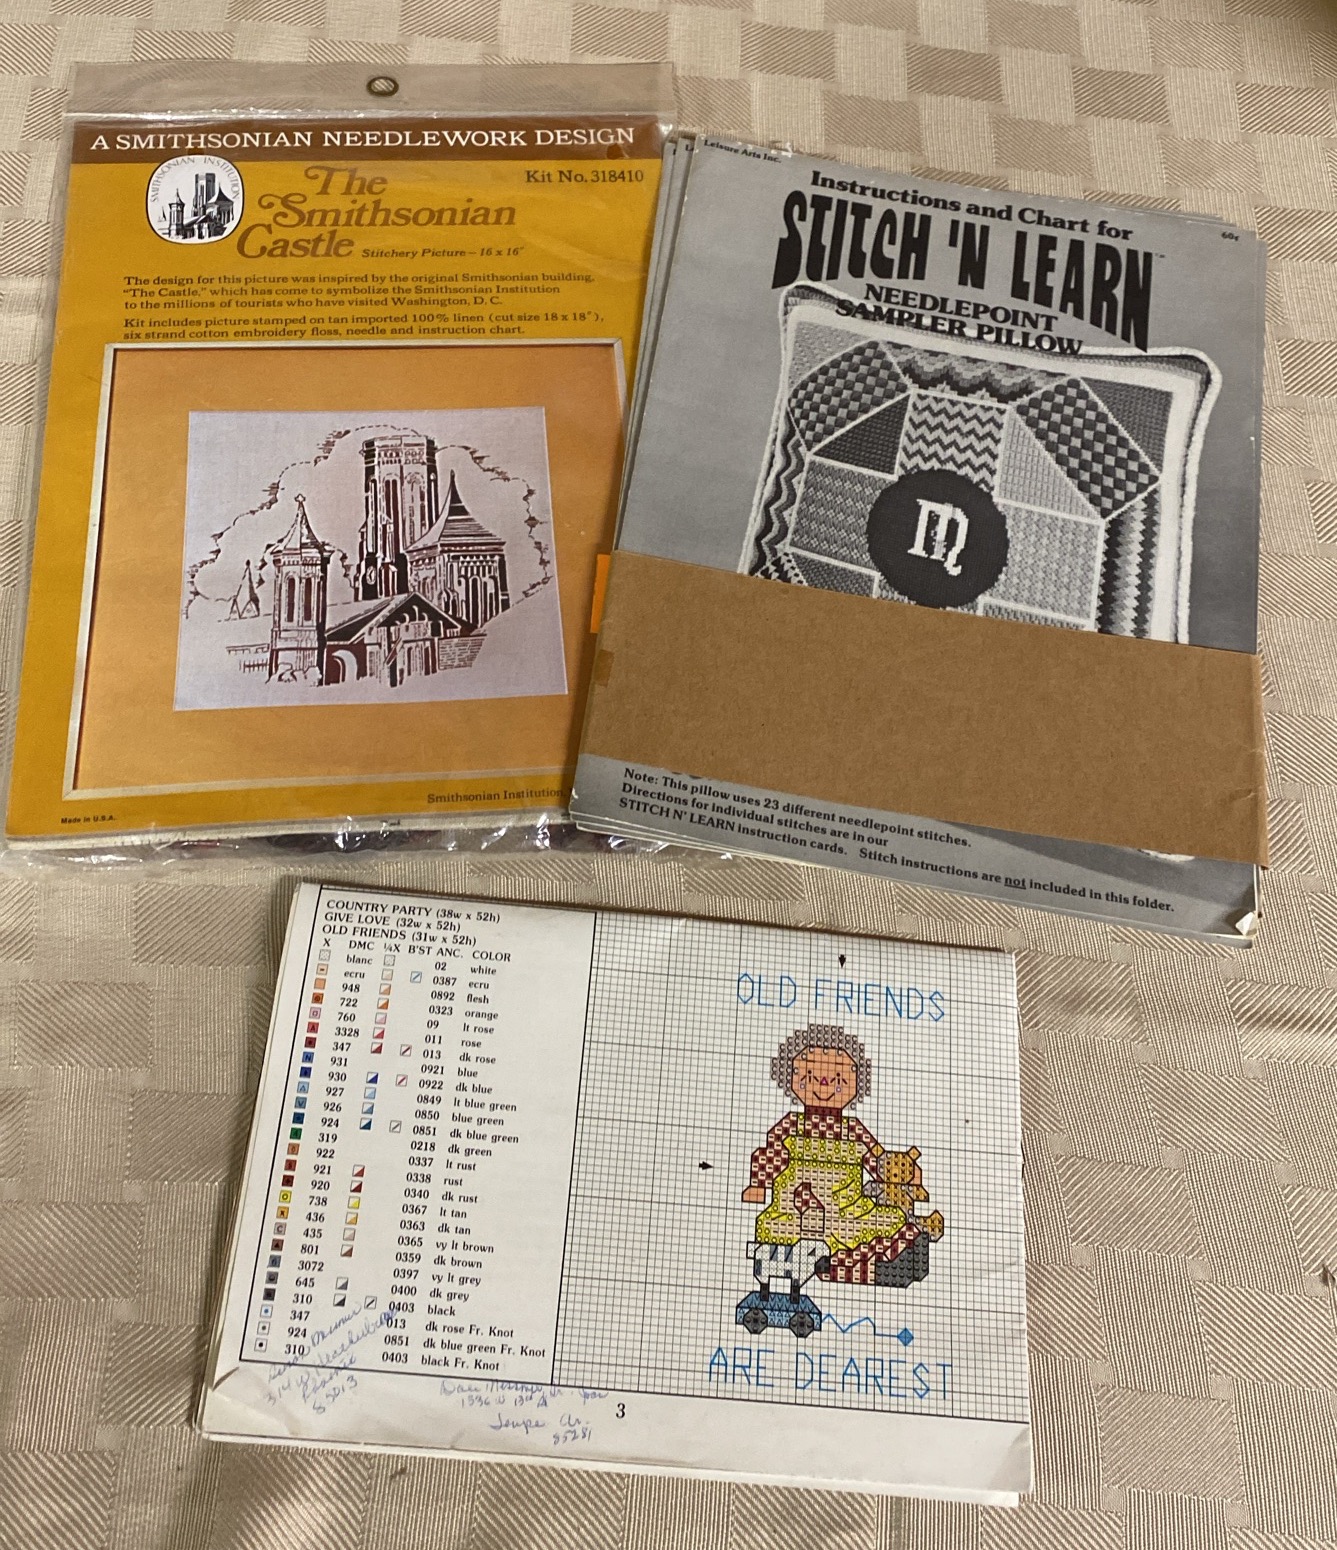 A SMITHSONIAN NEEDLEWORK DESIGN
SMITHSONIAN INSTITUTION
The
Smithsonian
Castle
Kit No. 318410
Stitchery Picture – 16 x 16"
The design for this picture was inspired by the original Smithsonian building,
"The Castle," which has come to symbolize the Smithsonian Institution
to the millions of tourists who have visited Washington, D. C.
Kit includes picture stamped on tan imported 100% linen (cut size 18 x 18"),
six strand cotton embroidery floss, needle and instruction chart.
Smithsonian Institution
Made in U.S.A.
Leisure Arts Inc.
60¢
Instructions and Chart for
STITCH 'N LEARN™
NEEDLEPOINT
SAMPLER PILLOW
m
Note: This pillow uses 23 different needlepoint stitches.
Directions for individual stitches are in our
STITCH N' LEARN instruction cards. Stitch instructions are not included in this folder.
COUNTRY PARTY (38w x 52h)
GIVE LOVE (32w x 52h)
OLD FRIENDS (31w x 52h)
X DMC ¼X B'ST ANC. COLOR
blanc 02 white
ecru 0387 ecru
948 0892 flesh
722 0323 orange
760 09 lt rose
3328 011 rose
347 013 dk rose
931 0921 blue
930 0922 dk blue
927 0849 lt blue green
926 0850 blue green
924 0851 dk blue green
319 0218 dk green
922 0337 lt rust
921 0338 rust
920 0340 dk rust
738 0367 lt tan
436 0363 dk tan
435 0365 vy lt brown
801 0359 dk brown
3072 0397 vy lt grey
645 0400 dk grey
310 0403 black
347 013 dk rose Fr. Knot
924 0851 dk blue green Fr. Knot
310 0403 black Fr. Knot
OLD FRIENDS
ARE DEAREST
Phoenix
85013
85281
3